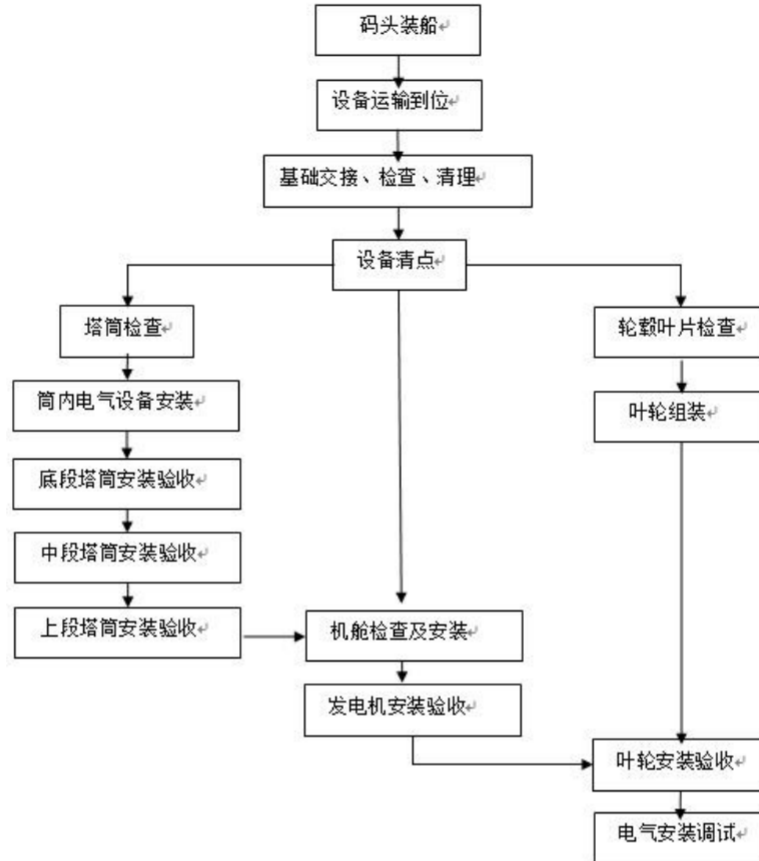 码头装船
设备运输到位
基础交接、检查、清理
设备清点
塔筒检查
轮毂叶片检查
筒内电气设备安装
叶轮组装
底段塔筒安装验收
中段塔筒安装验收
上段塔筒安装验收
机舱检查及安装
发电机安装验收
叶轮安装验收
电气安装调试